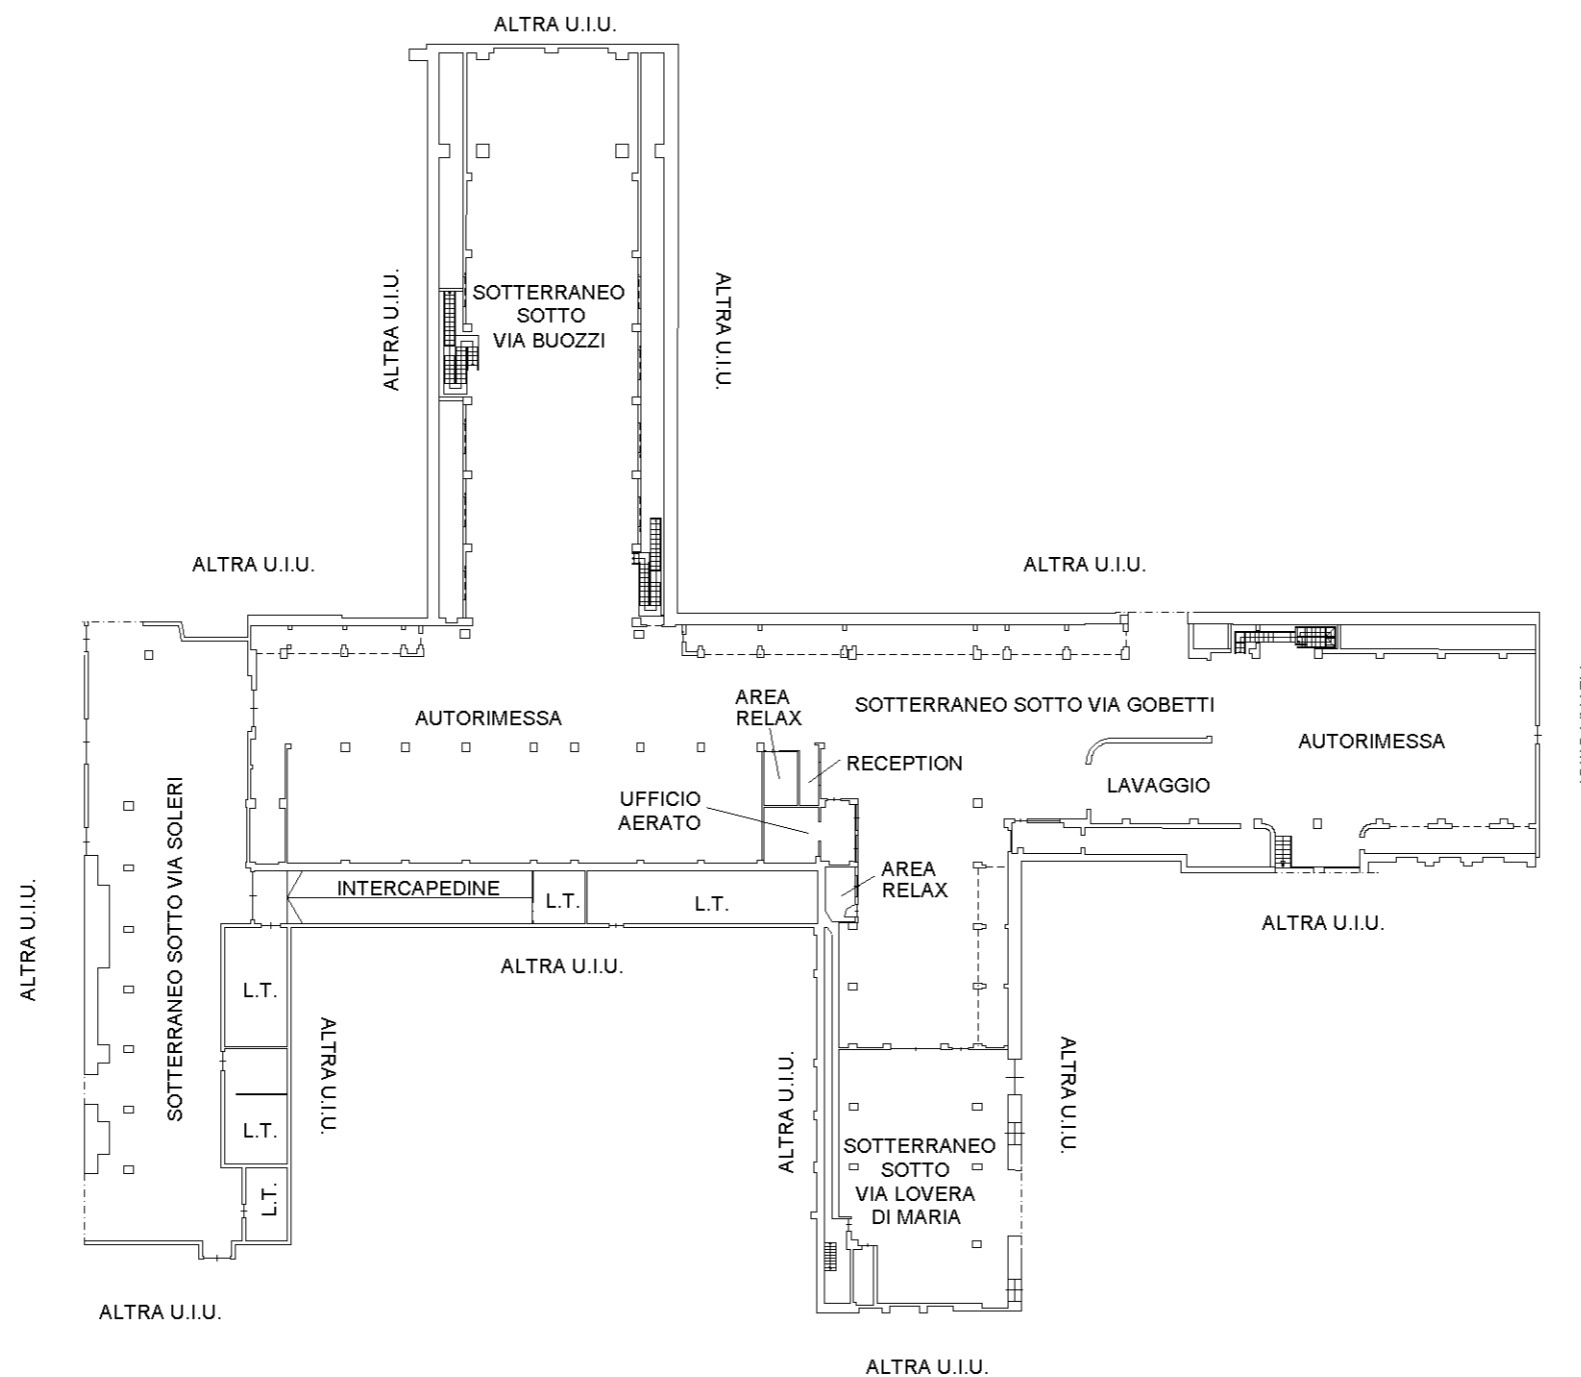 ALTRA U.I.U.
ALTRA U.I.U.
SOTTERRANEO
SOTTO
VIA BUOZZI
ALTRA U.I.U.
ALTRA U.I.U.
ALTRA U.I.U.
AUTORIMESSA
AREA
RELAX
SOTTERRANEO SOTTO VIA GOBETTI
AUTORIMESSA
RECEPTION
LAVAGGIO
UFFICIO
AERATO
SOTTERRANEO SOTTO VIA SOLERI
ALTRA U.I.U.
INTERCAPEDINE
L.T.
L.T.
AREA
RELAX
ALTRA U.I.U.
ALTRA U.I.U.
L.T.
ALTRA U.I.U.
L.T.
L.T.
ALTRA U.I.U.
ALTRA U.I.U.
SOTTERRANEO
SOTTO
VIA LOVERA
DI MARIA
ALTRA U.I.U.
ALTRA U.I.U.